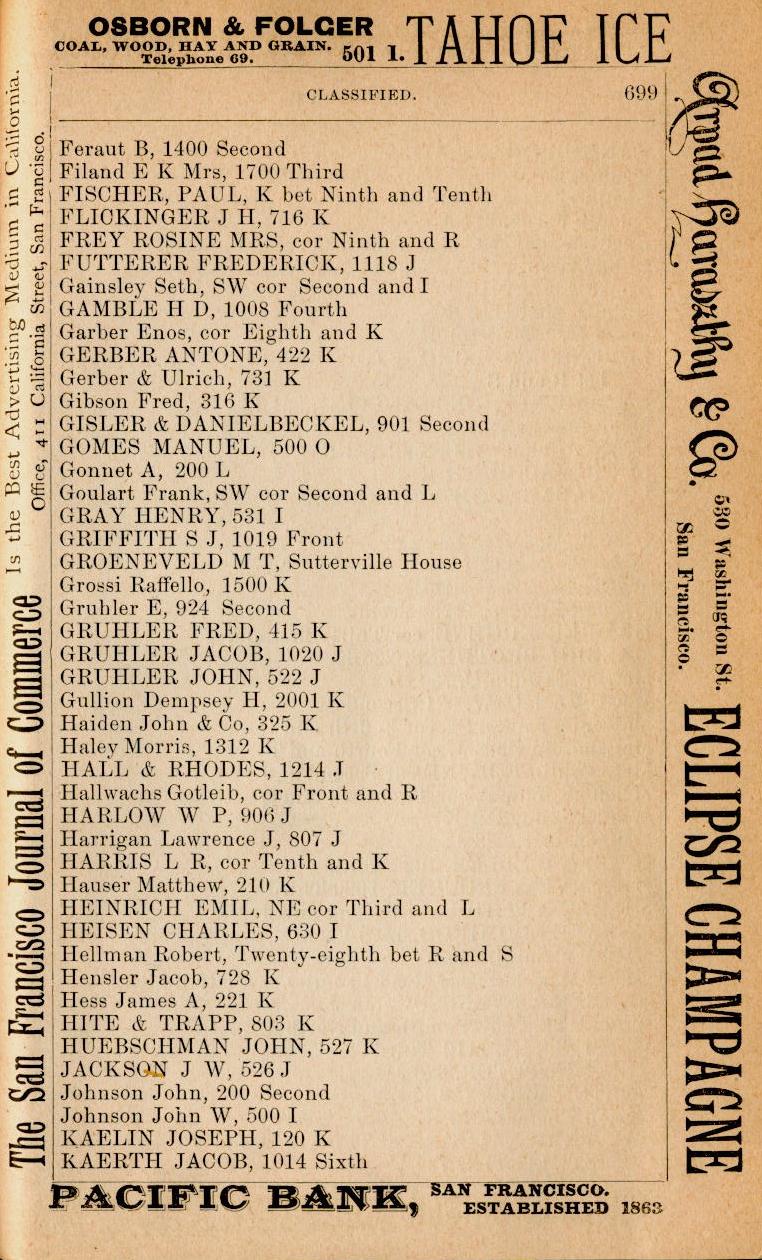 OSBORN & FOLGER
COAL, WOOD, HAY AND GRAIN.
Telephone 69.
501 I.
TAHOE ICE
CLASSIFIED.
699
Feraut B, 1400 Second
Filand E K Mrs, 1700 Third
FISCHER, PAUL, K bet Ninth and Tenth
FLICKINGER J H, 716 K
FREY ROSINE MRS, cor Ninth and R
FUTTERER FREDERICK, 1118 J
Gainsley Seth, SW cor Second and I
GAMBLE H D, 1008 Fourth
Garber Enos, cor Eighth and K
GERBER ANTONE, 422 K
Gerber & Ulrich, 731 K
Gibson Fred, 316 K
GISLER & DANIELBECKEL, 901 Second
GOMES MANUEL, 500 O
Gonnet A, 200 L
Goulart Frank, SW cor Second and L
GRAY HENRY, 531 I
GRIFFITH S J, 1019 Front
GROENEVELD M T, Sutterville House
Grossi Raffello, 1500 K
Gruhler E, 924 Second
GRUHLER FRED, 415 K
GRUHLER JACOB, 1020 J
GRUHLER JOHN, 522 J
Gullion Dempsey H, 2001 K
Haiden John & Co, 325 K
Haley Morris, 1312 K
HALL & RHODES, 1214 J
Hallwachs Gotleib, cor Front and R
HARLOW W P, 906 J
Harrigan Lawrence J, 807 J
HARRIS L R, cor Tenth and K
Hauser Matthew, 210 K
HEINRICH EMIL, NE cor Third and L
HEISEN CHARLES, 630 I
Hellman Robert, Twenty-eighth bet R and S
Hensler Jacob, 728 K
Hess James A, 221 K
HITE & TRAPP, 803 K
HUEBSCHMAN JOHN, 527 K
JACKSON J W, 526 J
Johnson John, 200 Second
Johnson John W, 500 I
KAELIN JOSEPH, 120 K
KAERTH JACOB, 1014 Sixth
PACIFIC BANK,
SAN FRANCISCO.
ESTABLISHED 1863
The San Francisco Journal of Commerce
Is the Best Advertising Medium in California.
Office, 411 California Street, San Francisco.
Arpad Haraszthy & Co.
530 Washington St.
San Francisco.
ECLIPSE CHAMPAGNE